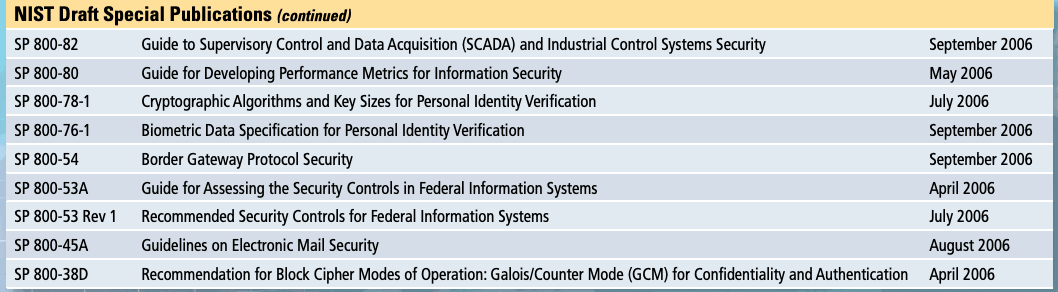 NIST Draft Special Publications (continued)
SP 800-82 Guide to Supervisory Control and Data Acquisition (SCADA) and Industrial Control Systems Security September 2006
SP 800-80 Guide for Developing Performance Metrics for Information Security May 2006
SP 800-78-1 Cryptographic Algorithms and Key Sizes for Personal Identity Verification July 2006
SP 800-76-1 Biometric Data Specification for Personal Identity Verification September 2006
SP 800-54 Border Gateway Protocol Security September 2006
SP 800-53A Guide for Assessing the Security Controls in Federal Information Systems April 2006
SP 800-53 Rev 1 Recommended Security Controls for Federal Information Systems July 2006
SP 800-45A Guidelines on Electronic Mail Security August 2006
SP 800-38D Recommendation for Block Cipher Modes of Operation: Galois/Counter Mode (GCM) for Confidentiality and Authentication April 2006